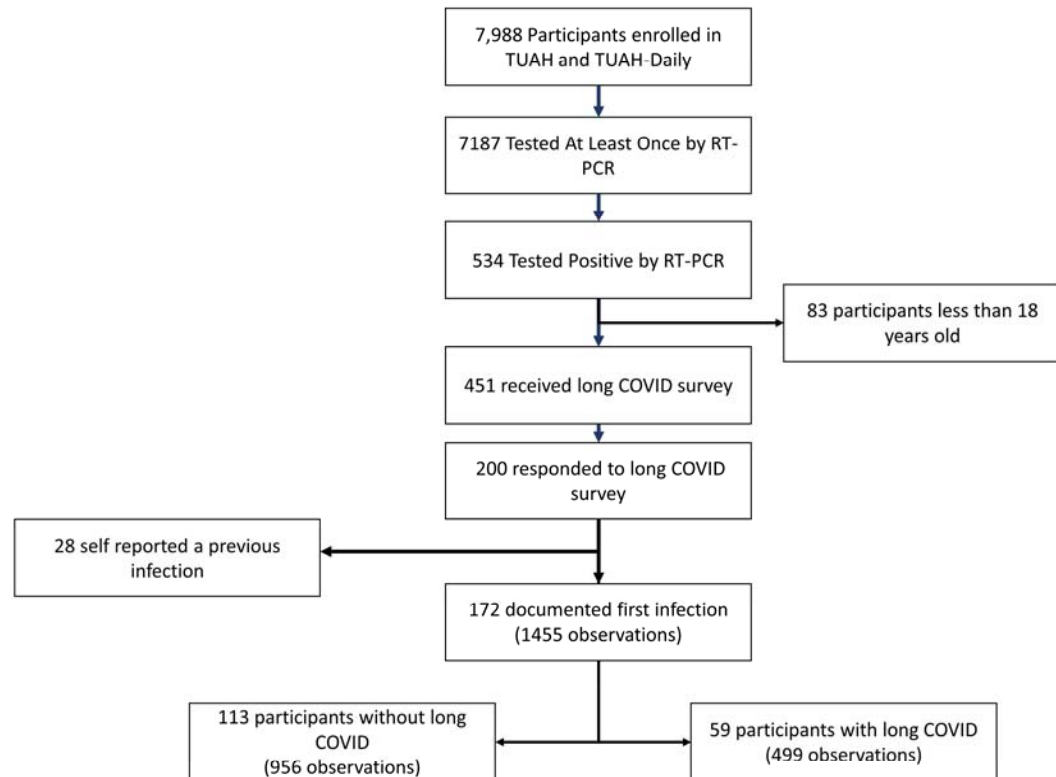 7,988 Participants enrolled in
TUAH and TUAH-Daily
7187 Tested At Least Once by RT-
PCR
534 Tested Positive by RT-PCR
83 participants less than 18
years old
451 received long COVID survey
200 responded to long COVID
survey
28 self reported a previous
infection
172 documented first infection
(1455 observations)
113 participants without long
COVID
(956 observations)
59 participants with long COVID
(499 observations)